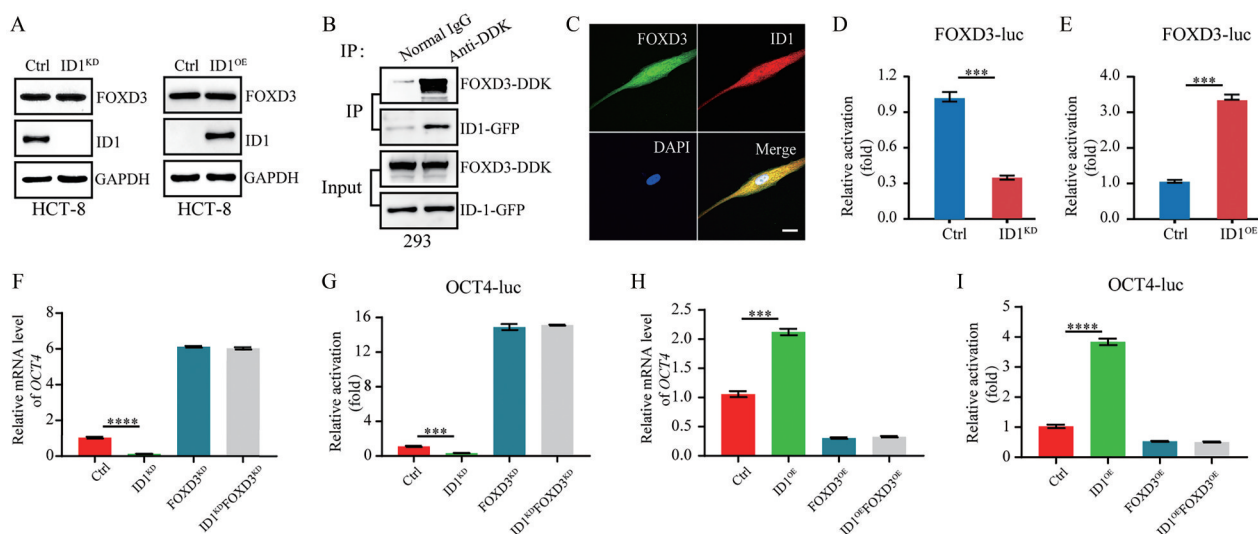 A
Ctrl ID1KD
FOXD3
ID1
GAPDH
HCT-8
Ctrl ID1OE
FOXD3
ID1
GAPDH
HCT-8
B
IP :
Normal IgG
Anti-DDK
IP
FOXD3-DDK
ID1-GFP
Input
FOXD3-DDK
ID-1-GFP
293
C
FOXD3
ID1
DAPI
Merge
D
FOXD3-luc
Relative activation
(fold)
1.2
0.9
0.6
0.3
0.0
***
Ctrl ID1KD
E
FOXD3-luc
Relative activation
(fold)
4.0
3.0
2.0
1.0
0.0
***
Ctrl ID1OE
F
Relative mRNA level
of OCT4
8
6
4
2
0
****
Ctrl
ID1KD
FOXD3KD
ID1KDFOXD3KD
G
OCT4-luc
Relative activation
(fold)
16
12
8
4
0
***
Ctrl
ID1KD
FOXD3KD
ID1KDFOXD3KD
H
Relative mRNA level
of OCT4
2.5
2.0
1.5
1.0
0.5
0.0
***
Ctrl
ID1OE
FOXD3OE
ID1OEFOXD3OE
I
OCT4-luc
Relative activation
(fold)
5
4
3
2
1
0
****
Ctrl
ID1OE
FOXD3OE
ID1OEFOXD3OE